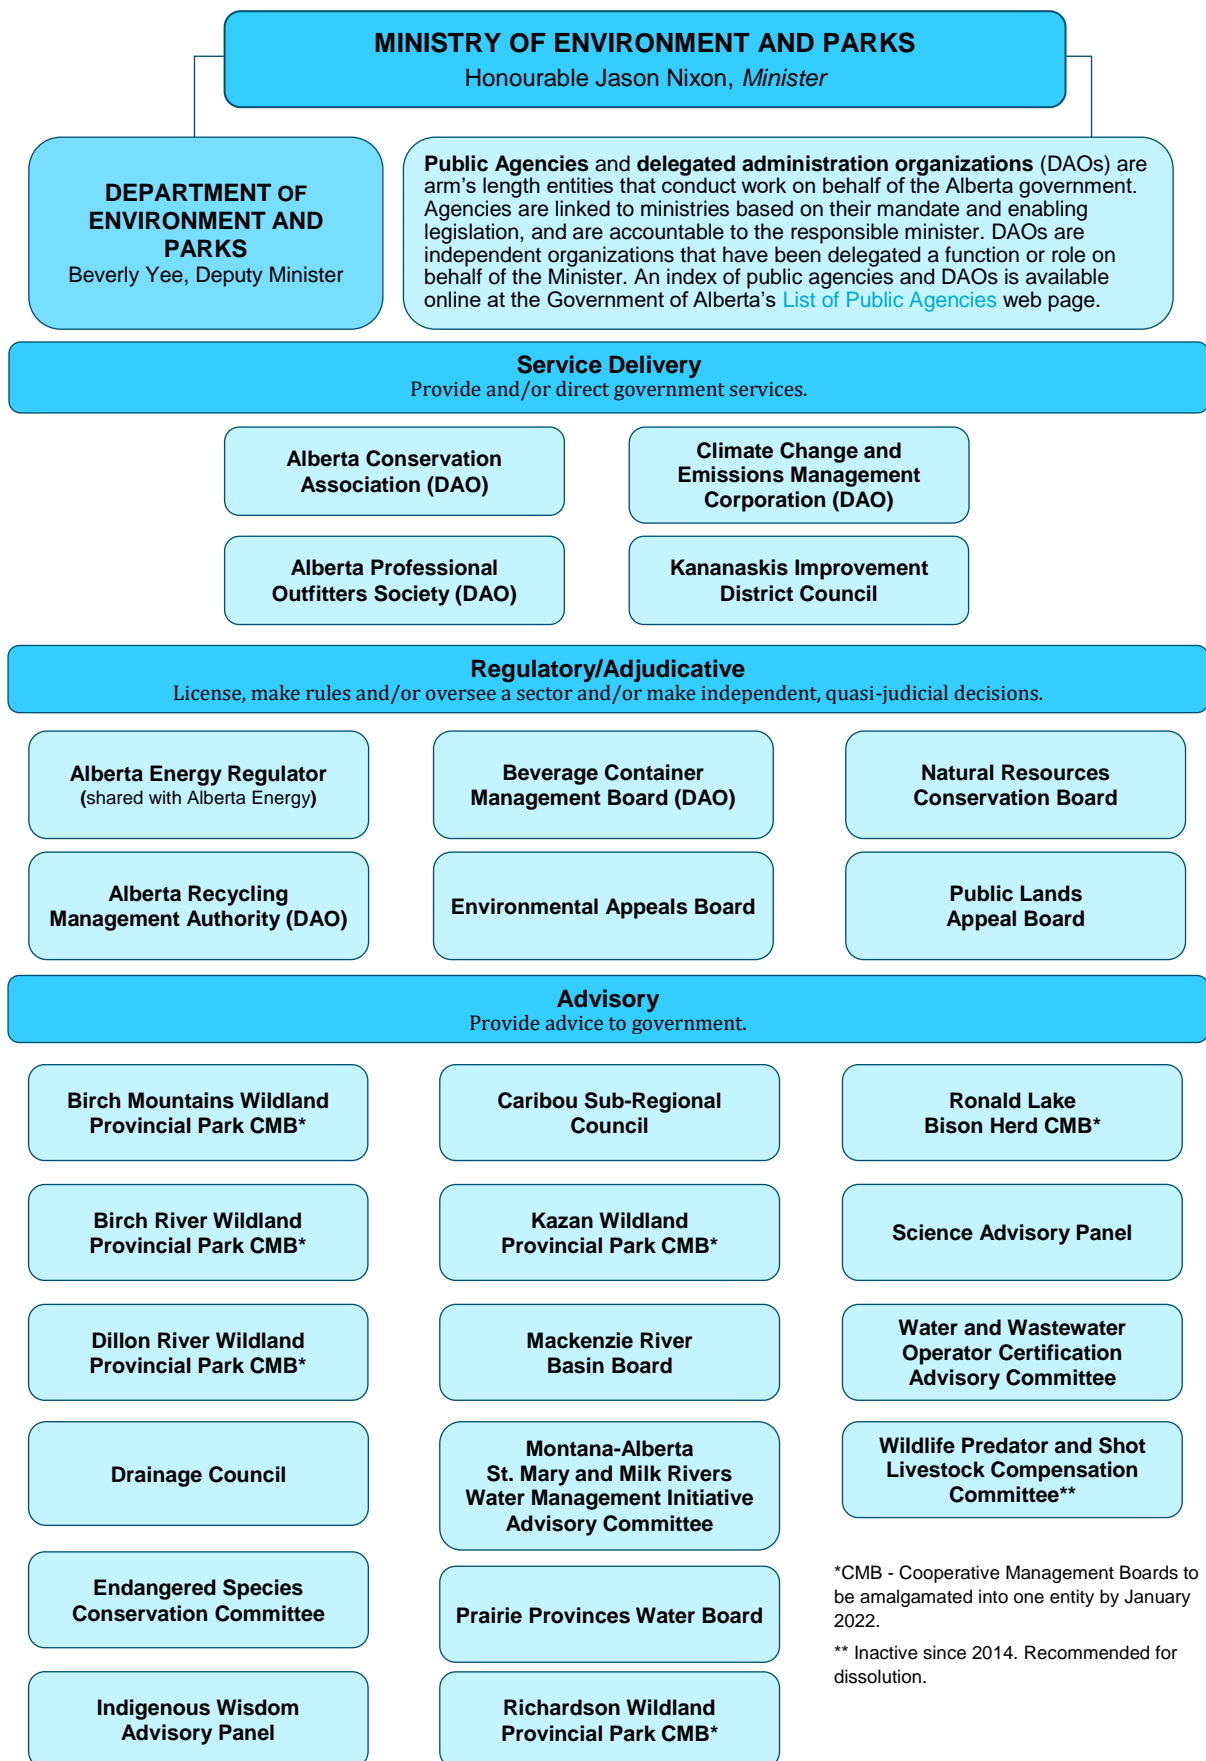 MINISTRY OF ENVIRONMENT AND PARKS
Honourable Jason Nixon, Minister
DEPARTMENT OF
ENVIRONMENT AND
PARKS
Beverly Yee, Deputy Minister
Public Agencies and delegated administration organizations (DAOs) are
arm's length entities that conduct work on behalf of the Alberta government.
Agencies are linked to ministries based on their mandate and enabling
legislation, and are accountable to the responsible minister. DAOs are
independent organizations that have been delegated a function or role on
behalf of the Minister. An index of public agencies and DAOs is available
online at the Government of Alberta's List of Public Agencies web page.
Service Delivery
Provide and/or direct government services.
Alberta Conservation
Association (DAO)
Climate Change and
Emissions Management
Corporation (DAO)
Alberta Professional
Outfitters Society (DAO)
Kananaskis Improvement
District Council
Regulatory/Adjudicative
License, make rules and/or oversee a sector and/or make independent, quasi-judicial decisions.
Alberta Energy Regulator
(shared with Alberta Energy)
Beverage Container
Management Board (DAO)
Natural Resources
Conservation Board
Alberta Recycling
Management Authority (DAO)
Environmental Appeals Board
Public Lands
Appeal Board
Advisory
Provide advice to government.
Birch Mountains Wildland
Provincial Park CMB*
Caribou Sub-Regional
Council
Ronald Lake
Bison Herd CMB*
Birch River Wildland
Provincial Park CMB*
Kazan Wildland
Provincial Park CMB*
Science Advisory Panel
Dillon River Wildland
Provincial Park CMB*
Mackenzie River
Basin Board
Water and Wastewater
Operator Certification
Advisory Committee
Drainage Council
Montana-Alberta
St. Mary and Milk Rivers
Water Management Initiative
Advisory Committee
Wildlife Predator and Shot
Livestock Compensation
Committee**
Endangered Species
Conservation Committee
Prairie Provinces Water Board
*CMB - Cooperative Management Boards to
be amalgamated into one entity by January
2022.
** Inactive since 2014. Recommended for
dissolution.
Indigenous Wisdom
Advisory Panel
Richardson Wildland
Provincial Park CMB*